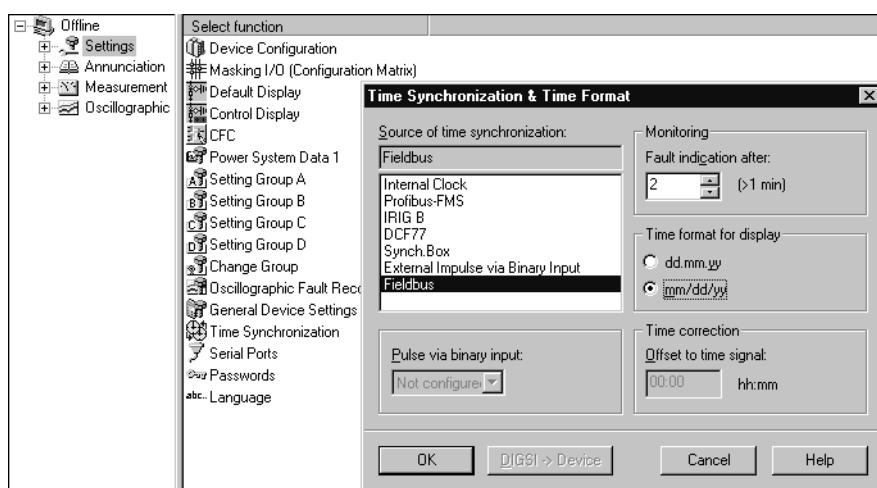 Offline
Settings
Annunciation
Measurement
Oscillographic
Select function
Device Configuration
Masking I/O (Configuration Matrix)
Default Display
Control Display
CFC
Power System Data 1
Setting Group A
Setting Group B
Setting Group C
Setting Group D
Change Group
Oscillographic Fault Reco
General Device Settings
Time Synchronization
Serial Ports
Passwords
abc.. Language
Time Synchronization & Time Format
Source of time synchronization:
Fieldbus
Internal Clock
Profibus-FMS
IRIG B
DCF77
Synch.Box
External Impulse via Binary Input
Fieldbus
Pulse via binary input:
Not configure
Monitoring
Fault indication after:
2 (>1 min)
Time format for display
dd.mm.yy
mm/dd/yy
Time correction
Offset to time signal:
00:00 hh:mm
OK DIGSI -> Device Cancel Help